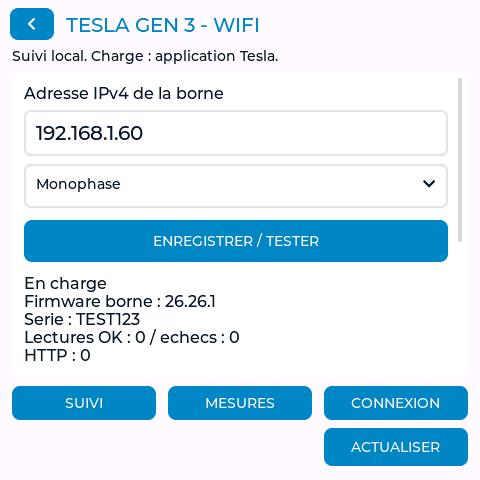 TESLA GEN 3 - WIFI
Suivi local. Charge : application Tesla.
Adresse IPv4 de la borne
192.168.1.60
Monophase
ENREGISTRER / TESTER
En charge
Firmware borne : 26.26.1
Serie : TEST123
Lectures OK : 0 / echecs : 0
HTTP : 0
SUIVI
MESURES
CONNEXION
ACTUALISER